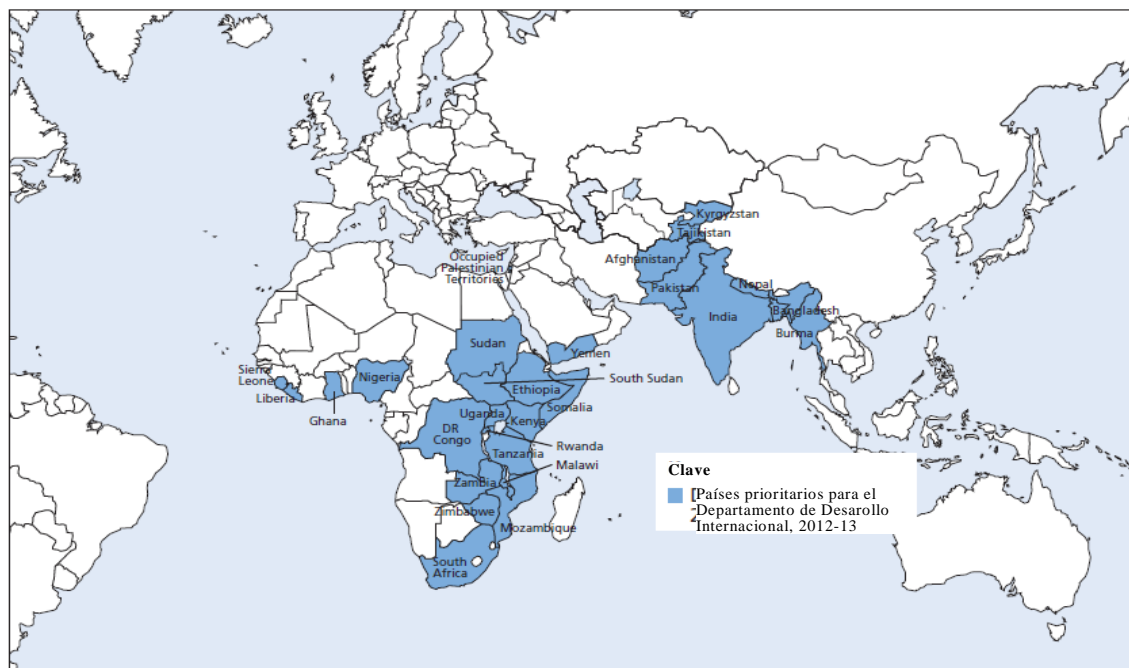 Kyrgyzstan
Tajikistan
Occupied
Palestinian
Territories
Afghanistan
Pakistan
Nepal
India
Bangladesh
Burma
Sudan
Yemen
Sierra
Leone
Nigeria
South Sudan
Ethiopia
Liberia
Ghana
Somalia
Uganda
Kenya
DR
Congo
Rwanda
Tanzania
Malawi
Zambia
Zimbabwe
Mozambique
South
Africa
Clave
Países prioritarios para el
Departamento de Desarollo
Internacional, 2012-13